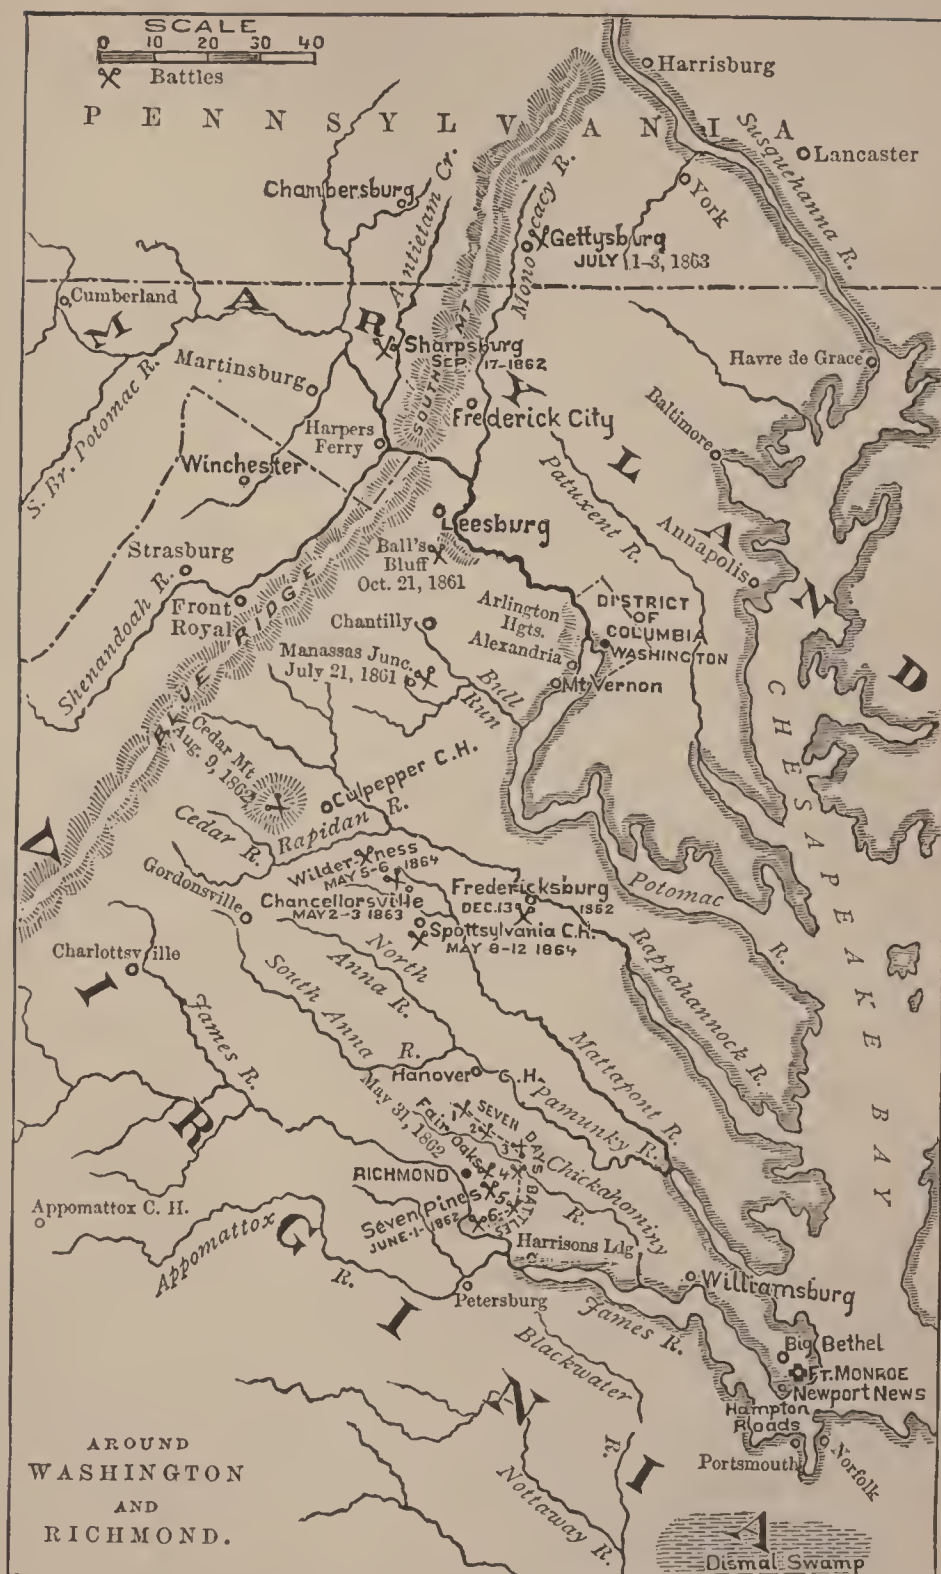 SCALE
0 10 20 30 40
Battles
PENNSYLVANIA
Harrisburg
Susquehanna R.
Lancaster
York
Chambersburg
Antietam Cr.
Monocacy R.
Gettysburg
JULY 1-3, 1863
Cumberland
MARYLAND
Sharpsburg
SEP 17-1862
SOUTH MT
Havre de Grace
Martinsburg
S. Br. Potomac R.
Frederick City
Baltimore
Harpers
Ferry
Winchester
Patuxent R.
Leesburg
Annapolis
Strasburg
Ball's
Bluff
Oct. 21, 1861
Shenandoah R.
Front
Royal
BLUE RIDGE
Chantilly
Arlington
Hgts.
Alexandria
DISTRICT
OF
COLUMBIA
WASHINGTON
Manassas Junc.
July 21, 1861
Bull
Run
Mt Vernon
CHESAPEAKE BAY
Cedar Mt.
Aug. 9, 1862
Culpepper C.H.
Cedar R.
Rapidan R.
VIRGINIA
Wilderness
MAY 5-6 1864
Gordonsville
Chancellorsville
MAY 2-3 1863
Fredericksburg
DEC. 13 1862
Potomac R.
Spottsylvania C.H.
MAY 8-12 1864
Charlottsville
North
Anna R.
South Anna R.
Rappahannock R.
James R.
Mattapont R.
Hanover C.H.
Pamunky R.
May 31, 1862
Fair Oaks
SEVEN DAYS BATTLES
1
2
3
4
5
6
RICHMOND
Chickahominy
R.
Seven Pines
JUNE-1-1862
Appomattox C. H.
Appomattox R.
Harrisons Ldg
Petersburg
Williamsburg
James R.
Blackwater R.
Big Bethel
FT. MONROE
Newport News
Hampton
Roads
Portsmouth
Norfolk
Nottaway R.
AROUND
WASHINGTON
AND
RICHMOND.
Dismal Swamp